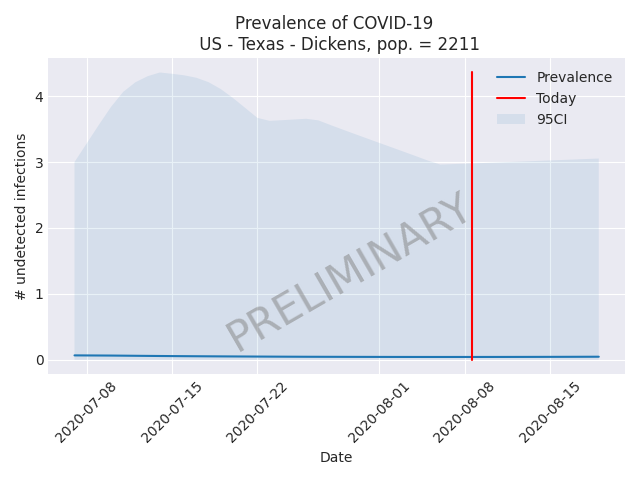 Prevalence of COVID-19
US - Texas - Dickens, pop. = 2211
Prevalence
Today
95CI
4
3
2
1
0
# undetected infections
PRELIMINARY
2020-07-08
2020-07-15
2020-07-22
2020-08-01
2020-08-08
2020-08-15
Date